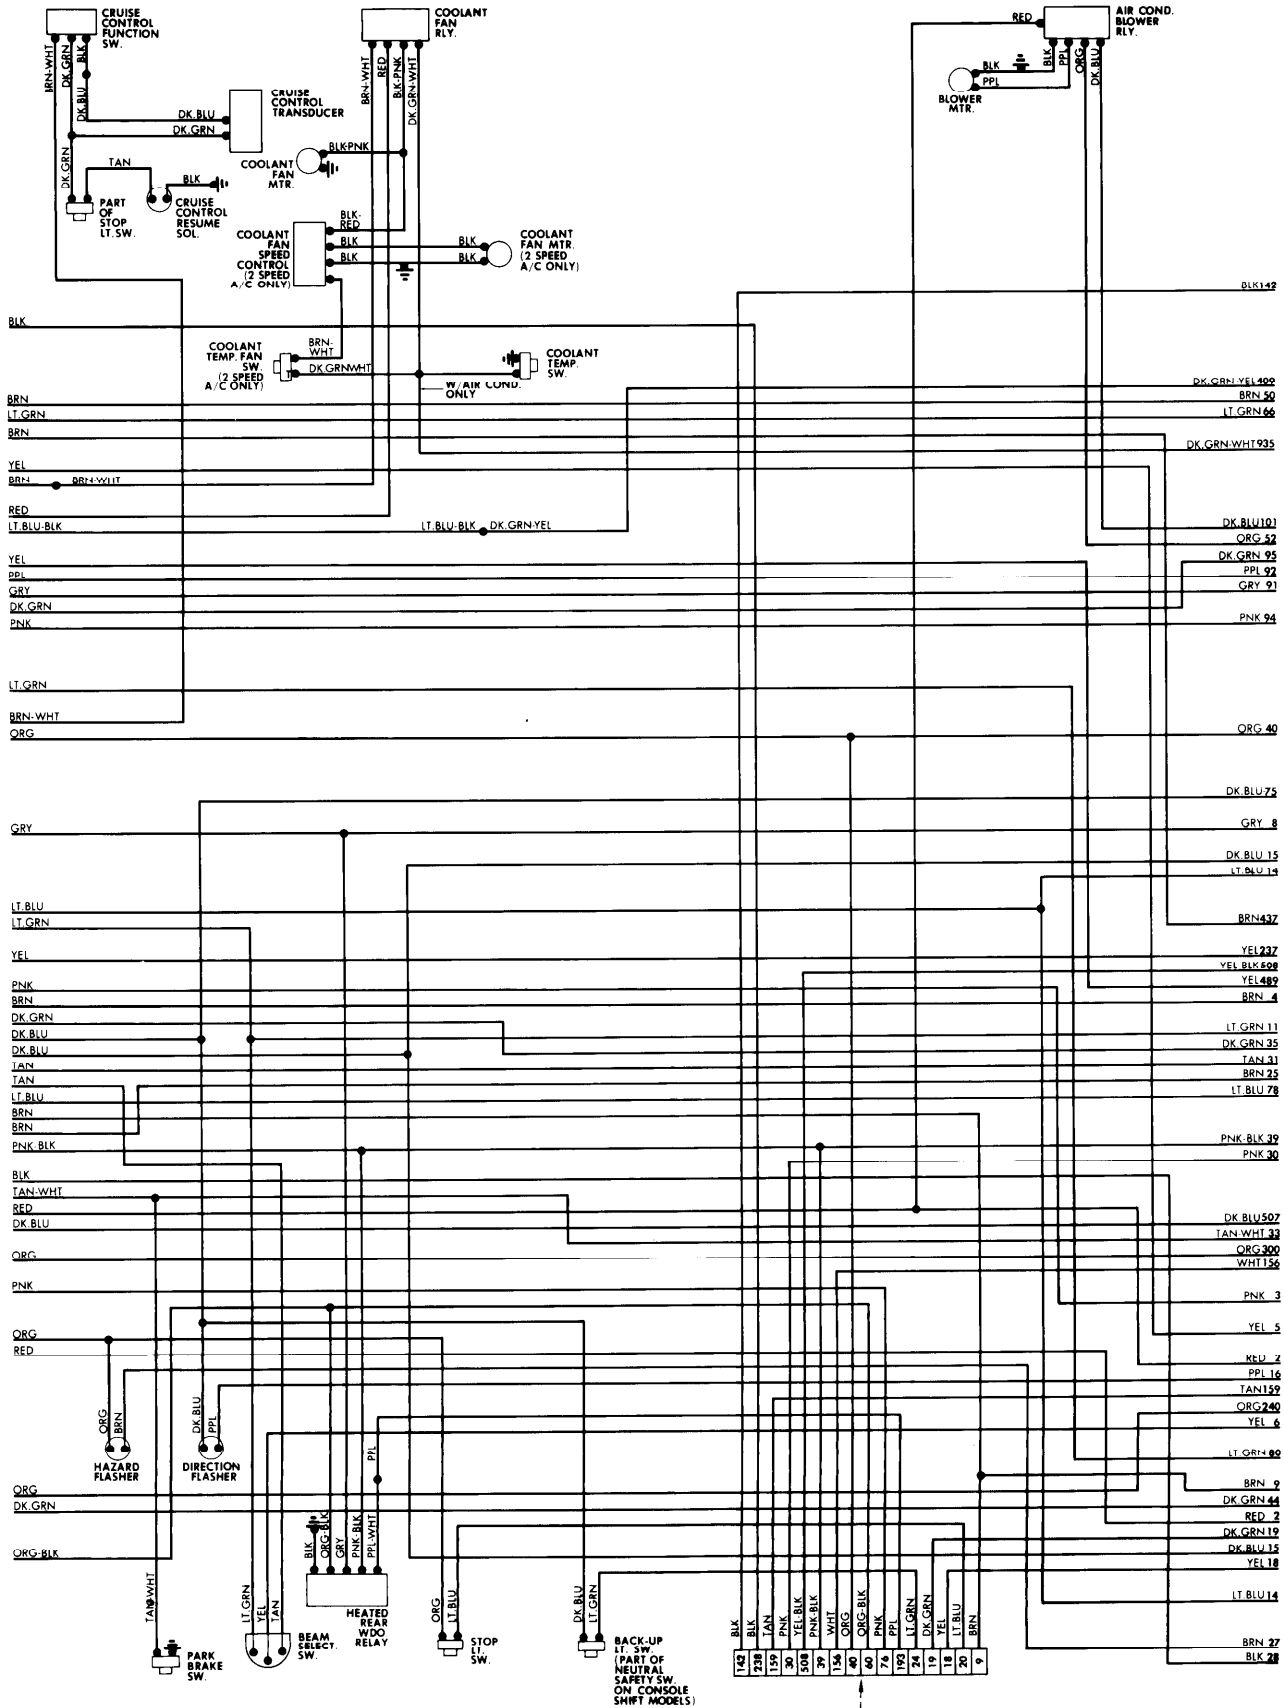 CRUISE
CONTROL
FUNCTION
SW.
COOLANT
FAN
RLY.
AIR COND.
BLOWER
RLY.
RED
BRN-WHT
DK.GRN
BLK
DK.BLU
BRN-WHT
RED
BLK-PNK
DK.GRN-WHT
BLK
PPL
ORG
DK.BLU
BLK
PPL
BLOWER
MTR.
CRUISE
CONTROL
TRANSDUCER
DK.BLU
DK.GRN
DK.GRN
TAN
BLK
PART
OF
STOP
LT.SW.
CRUISE
CONTROL
RESUME
SOL.
COOLANT
FAN
MTR.
BLK-PNK
COOLANT
FAN
SPEED
CONTROL
(2 SPEED
A/C ONLY)
BLK-
RED
BLK
BLK
BLK
BLK
COOLANT
FAN MTR.
(2 SPEED
A/C ONLY)
COOLANT
TEMP. FAN
SW.
(2 SPEED
A/C ONLY)
BRN-
WHT
DK.GRNWHT
COOLANT
TEMP.
SW.
W/AIR COND.
ONLY
BLK
BLK142
DK.GRN-YEL400
BRN
BRN 50
LT.GRN
LT.GRN66
BRN
DK.GRN-WHT935
YEL
BRN
BRN-WHT
RED
LT.BLU-BLK
LT.BLU-BLK
DK.GRN-YEL
DK.BLU101
ORG 52
YEL
DK.GRN 95
PPL
PPL 92
GRY
GRY 91
DK.GRN
PNK
PNK 94
LT.GRN
BRN-WHT
ORG
ORG 40
DK.BLU-75
GRY
GRY 8
DK.BLU 15
LT.BLU 14
LT.BLU
BRN437
LT.GRN
YEL
YEL237
YEL BLK508
PNK
YEL489
BRN
BRN 4
DK.GRN
DK.BLU
LT.GRN 11
DK.BLU
DK.GRN 35
TAN
TAN 31
TAN
BRN 25
LT.BLU
LT.BLU 78
BRN
BRN
PNK-BLK
PNK-BLK 39
PNK 30
BLK
TAN-WHT
RED
DK.BLU
DK.BLU507
TAN-WHT 33
ORG
ORG300
WHT156
PNK
PNK 3
YEL 5
ORG
RED
RED 2
PPL 16
TAN159
ORG240
YEL 6
ORG
BRN
DK.BLU
PPL
PPL
HAZARD
FLASHER
DIRECTION
FLASHER
ORG
BRN 9
DK.GRN
DK.GRN 44
RED 2
DK.GRN19
ORG-BLK
DK.BLU 15
YEL 18
LT BLU14
BRN 27
BLK 28
TAN-WHT
PARK
BRAKE
SW.
LT.GRN
YEL
TAN
BEAM
SELECT.
SW.
BLK
ORG-BLK
GRY
PNK-BLK
PPL-WHT
HEATED
REAR
WDO
RELAY
ORG
LT.BLU
STOP
LT.
SW.
DK.BLU
LT.GRN
BACK-UP
LT. SW.
(PART OF
NEUTRAL
SAFETY SW.
ON CONSOLE
SHIFT MODELS)
BLK
BLK
TAN
PNK
YEL-BLK
PNK-BLK
WHT
ORG
ORG-BLK
PNK
PPL
LT.GRN
DK.GRN
YEL
LT.BLU
BRN
142
238
159
30
508
39
156
40
60
76
193
24
19
18
20
9